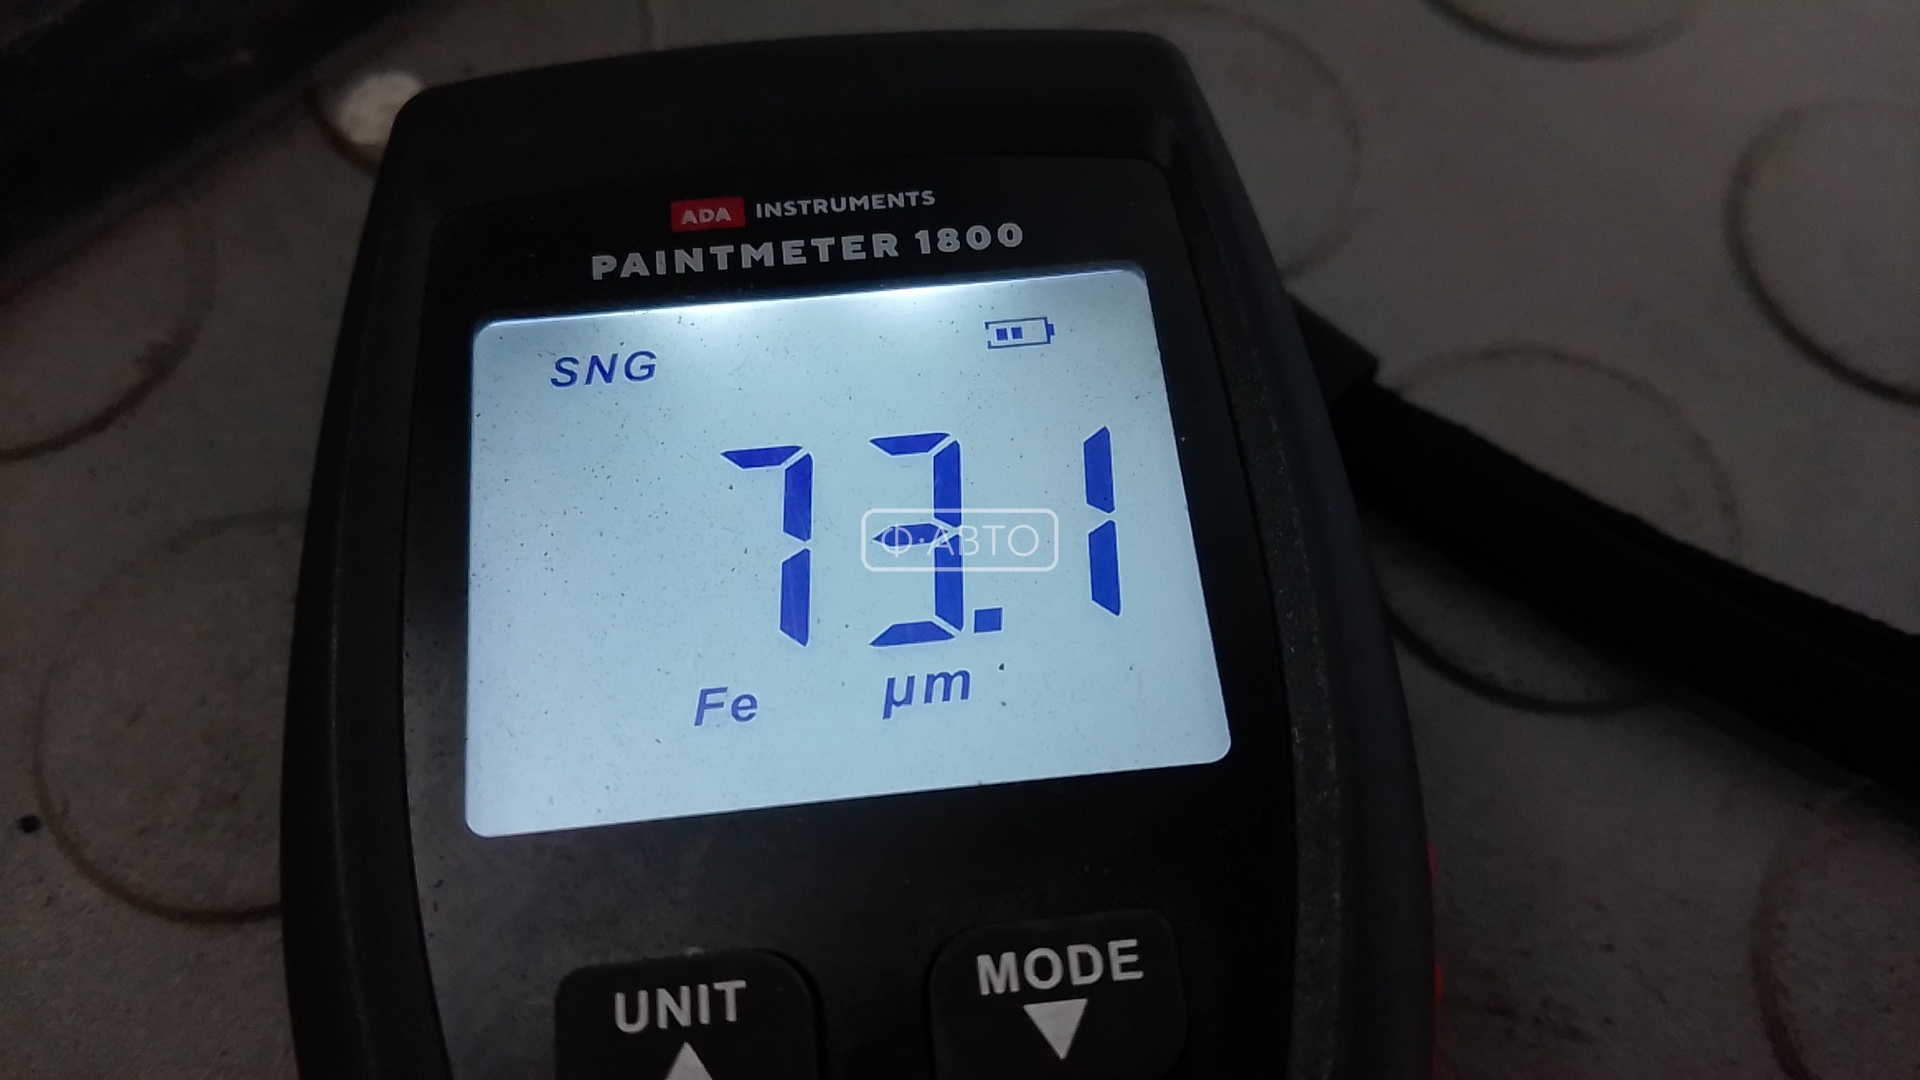 ADA INSTRUMENTS
PAINTMETER 1800
SNG
73.1
Ф·АВТО
Fe µm
UNIT MODE